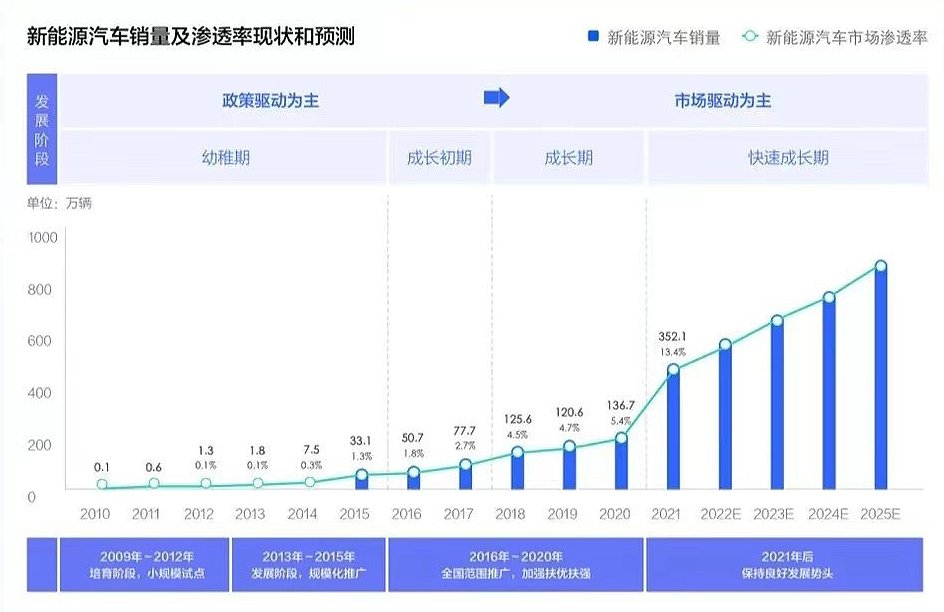 新能源汽车销量及渗透率现状和预测
新能源汽车销量
新能源汽车市场渗透率
发展阶段
政策驱动为主
市场驱动为主
幼稚期
成长初期
成长期
快速成长期
单位：万辆
1000
800
600
400
200
0
0.1
0.6
1.3
0.1%
1.8
0.1%
7.5
0.3%
33.1
1.3%
50.7
1.8%
77.7
2.7%
125.6
4.5%
120.6
4.7%
136.7
5.4%
352.1
13.4%
2010
2011
2012
2013
2014
2015
2016
2017
2018
2019
2020
2021
2022E
2023E
2024E
2025E
2009年~2012年
培育阶段，小规模试点
2013年~2015年
发展阶段，规模化推广
2016年~2020年
全国范围推广，加强扶优扶强
2021年后
保持良好发展势头